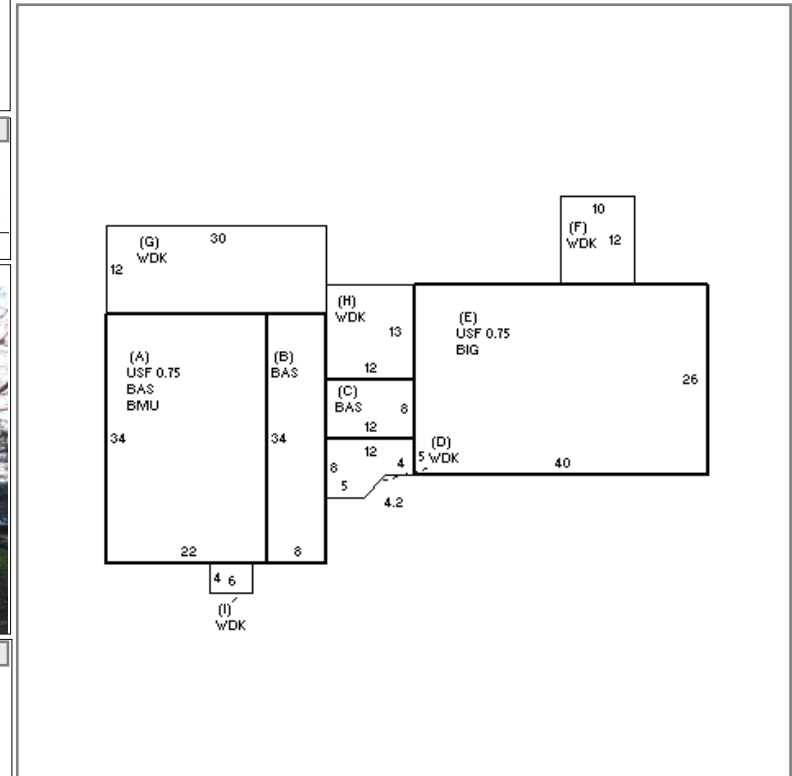 10
(F)
WDK 12
(G) 30
WDK
12
(H)
WDK
13
12
(E)
USF 0.75
BIG
26
40
(A)
USF 0.75
BAS
BMU
34
22
(B)
BAS
34
8
(C)
BAS 8
12
12
8 4
5
4.2
(D)
5 WDK
4 6
(I)
WDK